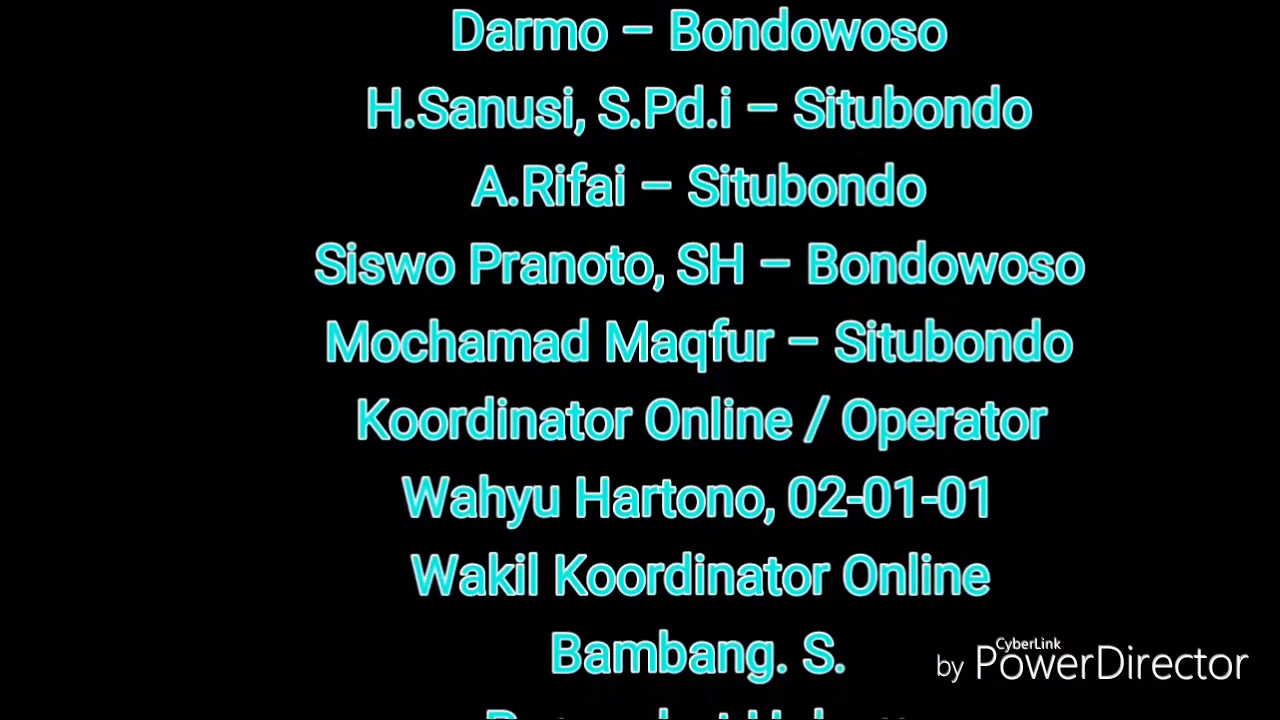 Darmo – Bondowoso
H.Sanusi, S.Pd.i – Situbondo
A.Rifai – Situbondo
Siswo Pranoto, SH – Bondowoso
Mochamad Maqfur – Situbondo
Koordinator Online / Operator
Wahyu Hartono, 02-01-01
Wakil Koordinator Online
Bambang. S.
CyberLink
by PowerDirector